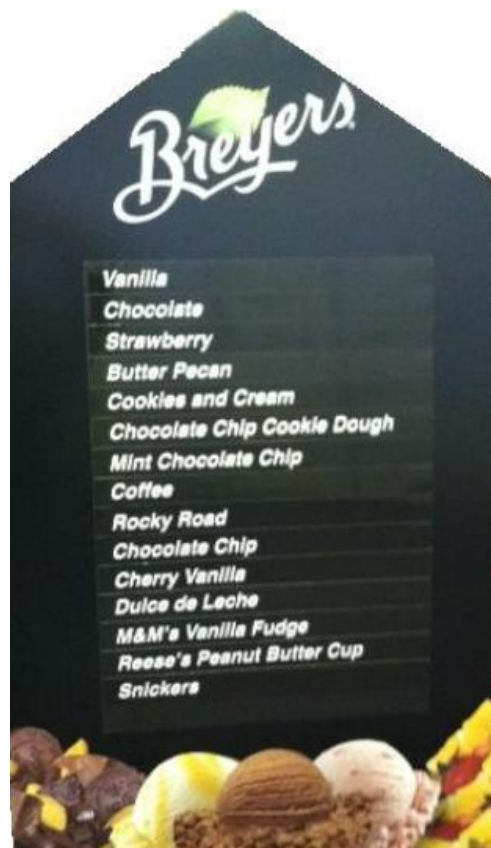 Breyers
Vanilla
Chocolate
Strawberry
Butter Pecan
Cookies and Cream
Chocolate Chip Cookie Dough
Mint Chocolate Chip
Coffee
Rocky Road
Chocolate Chip
Cherry Vanilla
Dulce de Leche
M&M's Vanilla Fudge
Reese's Peanut Butter Cup
Snickers